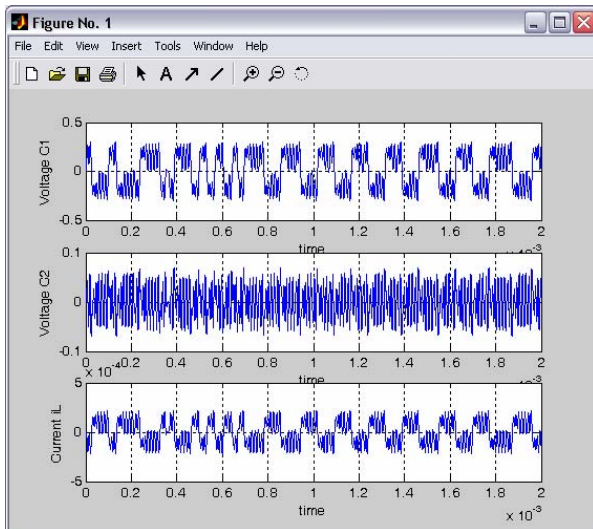 Figure No. 1
File Edit View Insert Tools Window Help
A
0.5
0
-0.5
Voltage C1
0 0.2 0.4 0.6 0.8 1 1.2 1.4 1.6 1.8 2
time
0.1
0
-0.1
Voltage C2
0 0.2 0.4 0.6 0.8 1 1.2 1.4 1.6 1.8 2
x 10⁻⁴
time
5
0
-5
Current iL
0 0.2 0.4 0.6 0.8 1 1.2 1.4 1.6 1.8 2
time
x 10⁻³